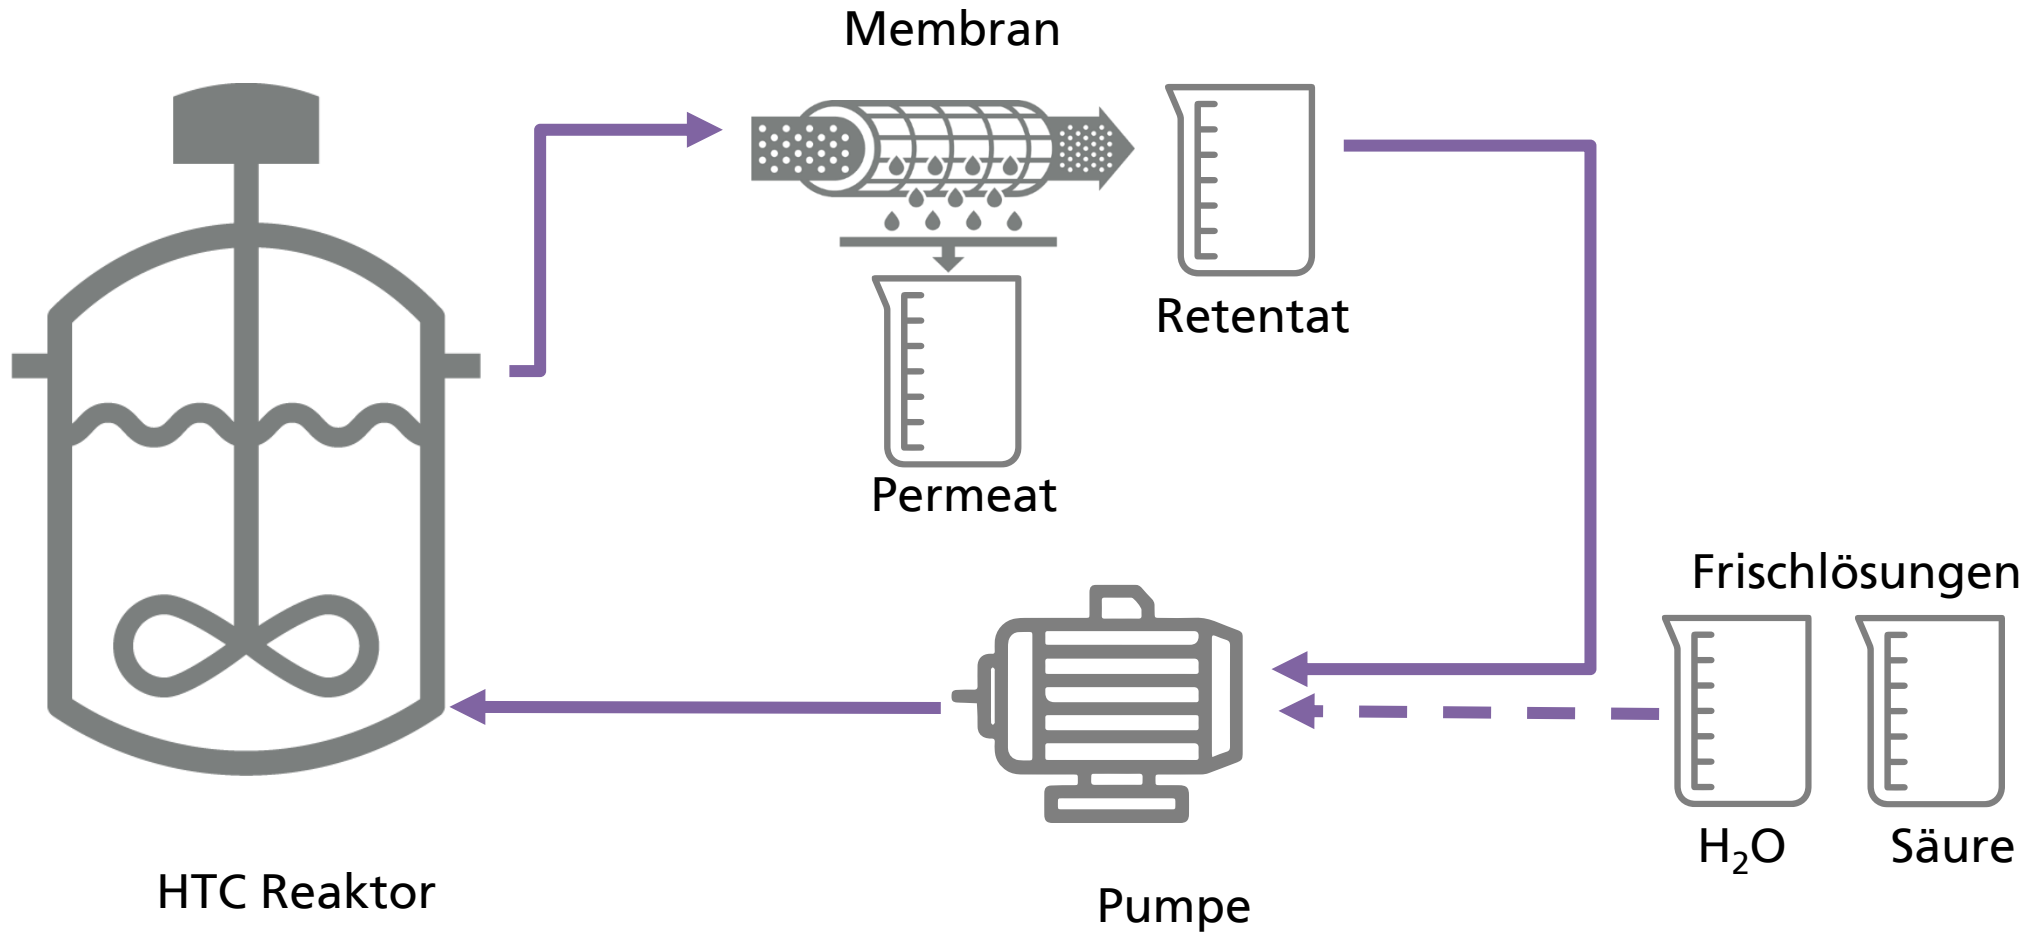 Membran
Retentat
Permeat
Frischlösungen
H₂O
Säure
HTC Reaktor
Pumpe